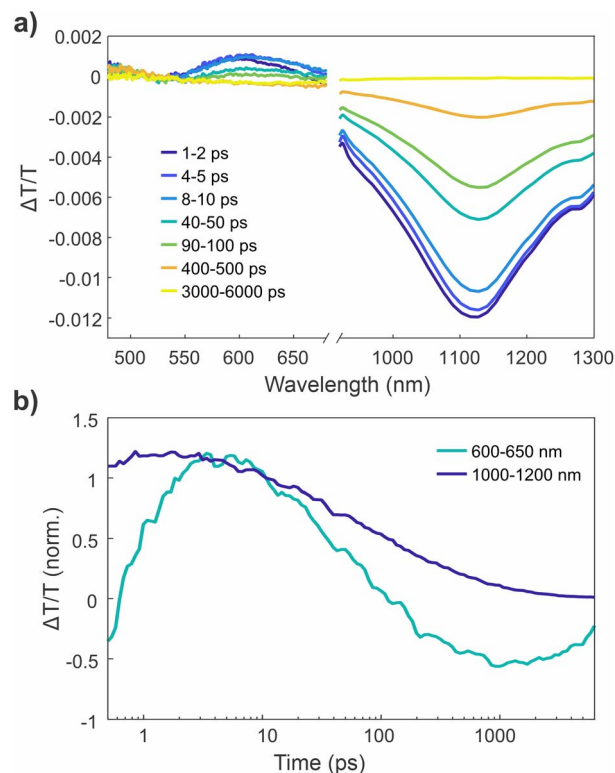 a)
0.002
0
-0.002
-0.004
-0.006
-0.008
-0.01
-0.012
ΔT/T
1-2 ps
4-5 ps
8-10 ps
40-50 ps
90-100 ps
400-500 ps
3000-6000 ps
500 550 600 650 1000 1100 1200 1300
Wavelength (nm)
b)
1.5
1
0.5
0
-0.5
-1
ΔT/T (norm.)
600-650 nm
1000-1200 nm
1 10 100 1000
Time (ps)